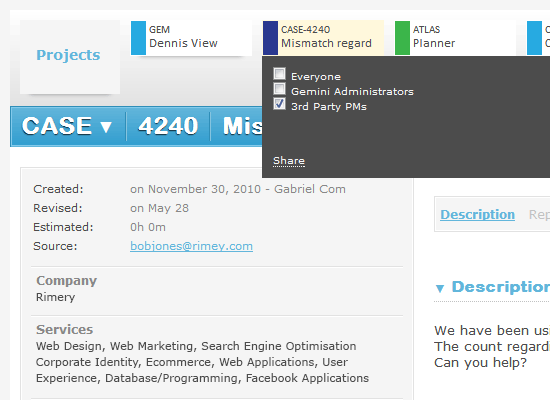 Projects
GEM
Dennis View
CASE-4240
Mismatch regard
ATLAS
Planner
Everyone
Gemini Administrators
3rd Party PMs
Share
CASE ▼ 4240 Mis
Created: on November 30, 2010 - Gabriel Com
Revised: on May 28
Estimated: 0h 0m
Source: bobjones@rimey.com
Company
Rimery
Services
Web Design, Web Marketing, Search Engine Optimisation
Corporate Identity, Ecommerce, Web Applications, User
Experience, Database/Programming, Facebook Applications
Description Rep
▼ Description
We have been usi
The count regard
Can you help?